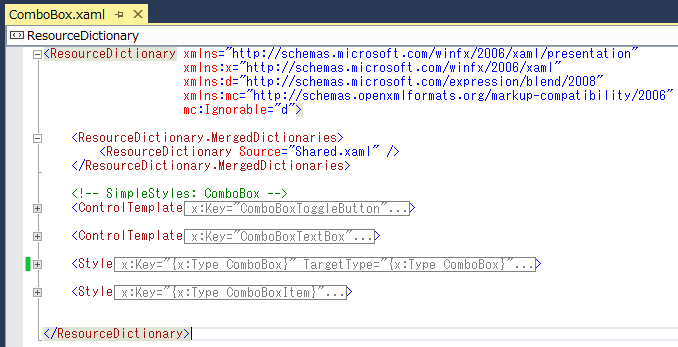 ComboBox.xaml
ResourceDictionary
<ResourceDictionary xmlns="http://schemas.microsoft.com/winfx/2006/xaml/presentation"
xmlns:x="http://schemas.microsoft.com/winfx/2006/xaml"
xmlns:d="http://schemas.microsoft.com/expression/blend/2008"
xmlns:mc="http://schemas.openxmlformats.org/markup-compatibility/2006"
mc:Ignorable="d">
<ResourceDictionary.MergedDictionaries>
<ResourceDictionary Source="Shared.xaml" />
</ResourceDictionary.MergedDictionaries>
<!-- SimpleStyles: ComboBox -->
<ControlTemplate x:Key="ComboBoxToggleButton"...>
<ControlTemplate x:Key="ComboBoxTextBox"...>
<Style x:Key="{x:Type ComboBox}" TargetType="{x:Type ComboBox}"...>
<Style x:Key="{x:Type ComboBoxItem}"...>
</ResourceDictionary>